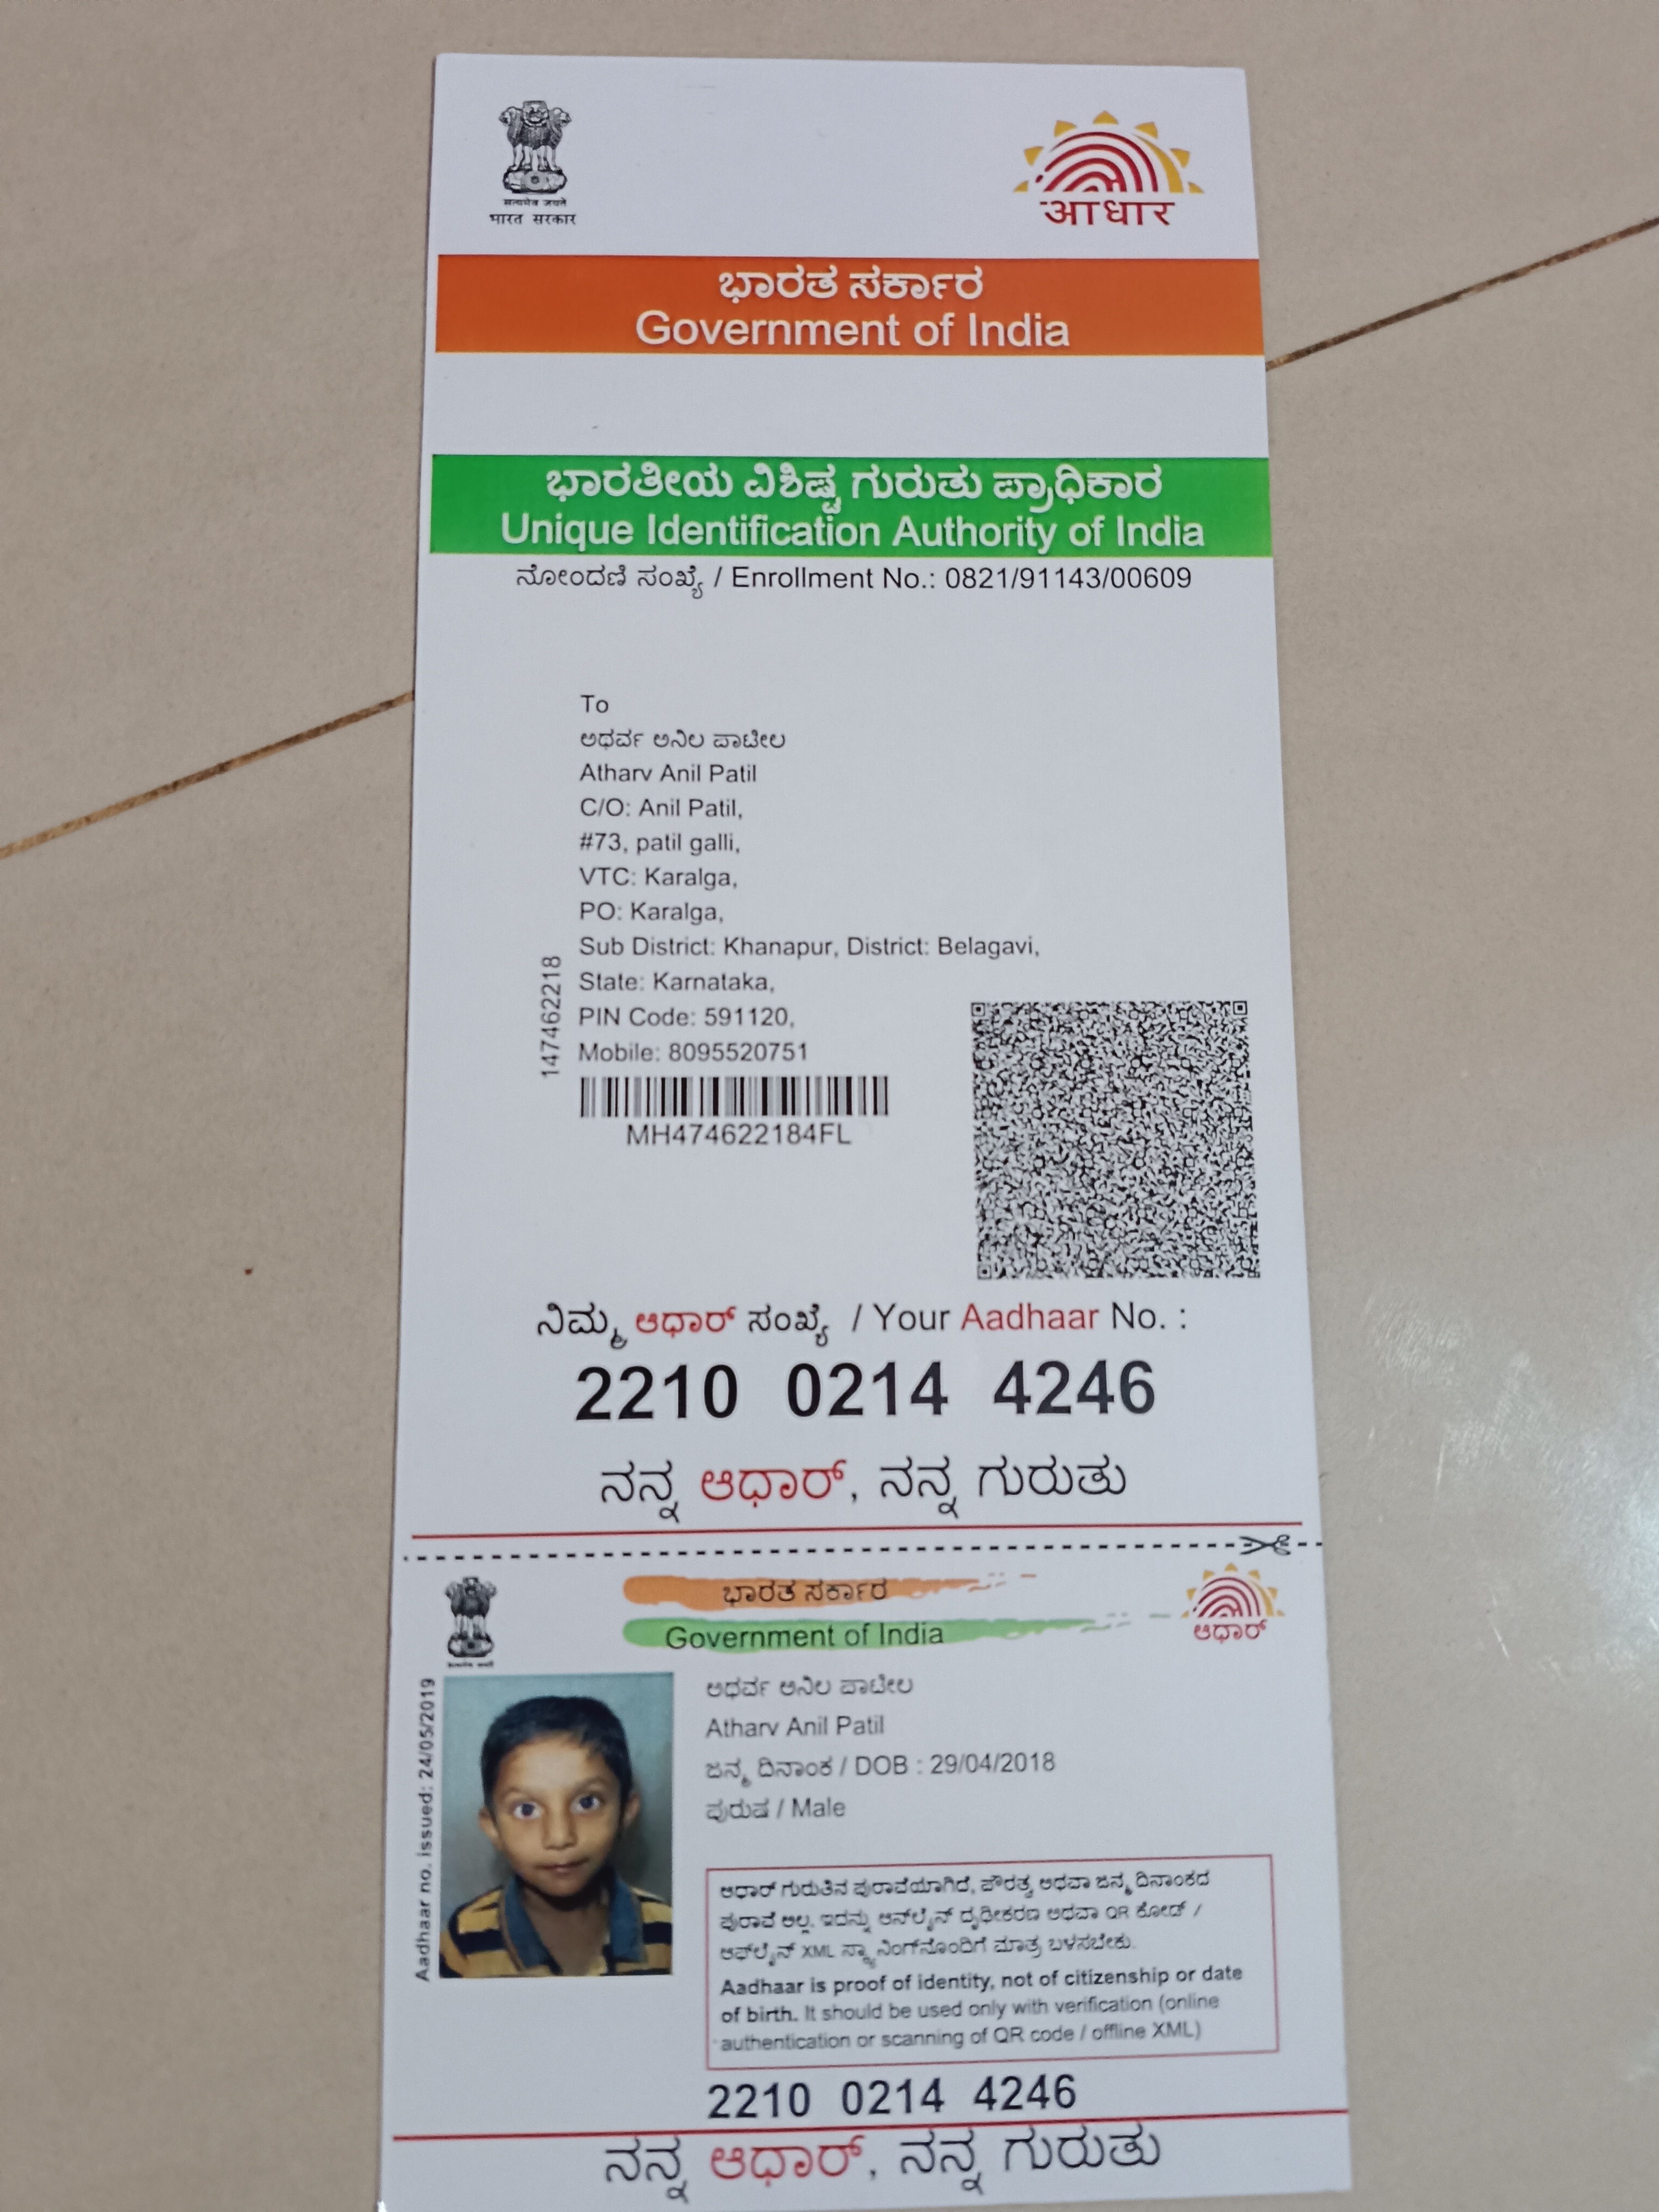 सत्यमेव जयते
भारत सरकार
आधार
ಭಾರತ ಸರ್ಕಾರ
Government of India
ಭಾರತೀಯ ವಿಶಿಷ್ಟ ಗುರುತು ಪ್ರಾಧಿಕಾರ
Unique Identification Authority of India
ನೋಂದಣಿ ಸಂಖ್ಯೆ / Enrollment No.: 0821/91143/00609
To
ಅಥರ್ವ ಅನಿಲ ಪಾಟೀಲ
Atharv Anil Patil
C/O: Anil Patil,
#73, patil galli,
VTC: Karalga,
PO: Karalga,
Sub District: Khanapur, District: Belagavi,
State: Karnataka,
PIN Code: 591120,
Mobile: 8095520751
147462218
MH474622184FL
ನಿಮ್ಮ ಆಧಾರ್ ಸಂಖ್ಯೆ / Your Aadhaar No. :
2210 0214 4246
ನನ್ನ ಆಧಾರ್, ನನ್ನ ಗುರುತು
ಭಾರತ ಸರ್ಕಾರ
Government of India
ಆಧಾರ್
Aadhaar no. issued: 24/05/2019
ಅಥರ್ವ ಅನಿಲ ಪಾಟೀಲ
Atharv Anil Patil
ಜನ್ಮ ದಿನಾಂಕ / DOB : 29/04/2018
ಪುರುಷ / Male
ಆಧಾರ್ ಗುರುತಿನ ಪುರಾವೆಯಾಗಿದೆ, ಪೌರತ್ವ ಅಥವಾ ಜನ್ಮ ದಿನಾಂಕದ
ಪುರಾವೆ ಅಲ್ಲ. ಇದನ್ನು ಆನ್‌ಲೈನ್ ದೃಢೀಕರಣ ಅಥವಾ QR ಕೋಡ್ /
ಆಫ್‌ಲೈನ್ XML ಸ್ಕ್ಯಾನಿಂಗ್‌ನೊಂದಿಗೆ ಮಾತ್ರ ಬಳಸಬೇಕು.
Aadhaar is proof of identity, not of citizenship or date
of birth. It should be used only with verification (online
authentication or scanning of QR code / offline XML)
2210 0214 4246
ನನ್ನ ಆಧಾರ್, ನನ್ನ ಗುರುತು